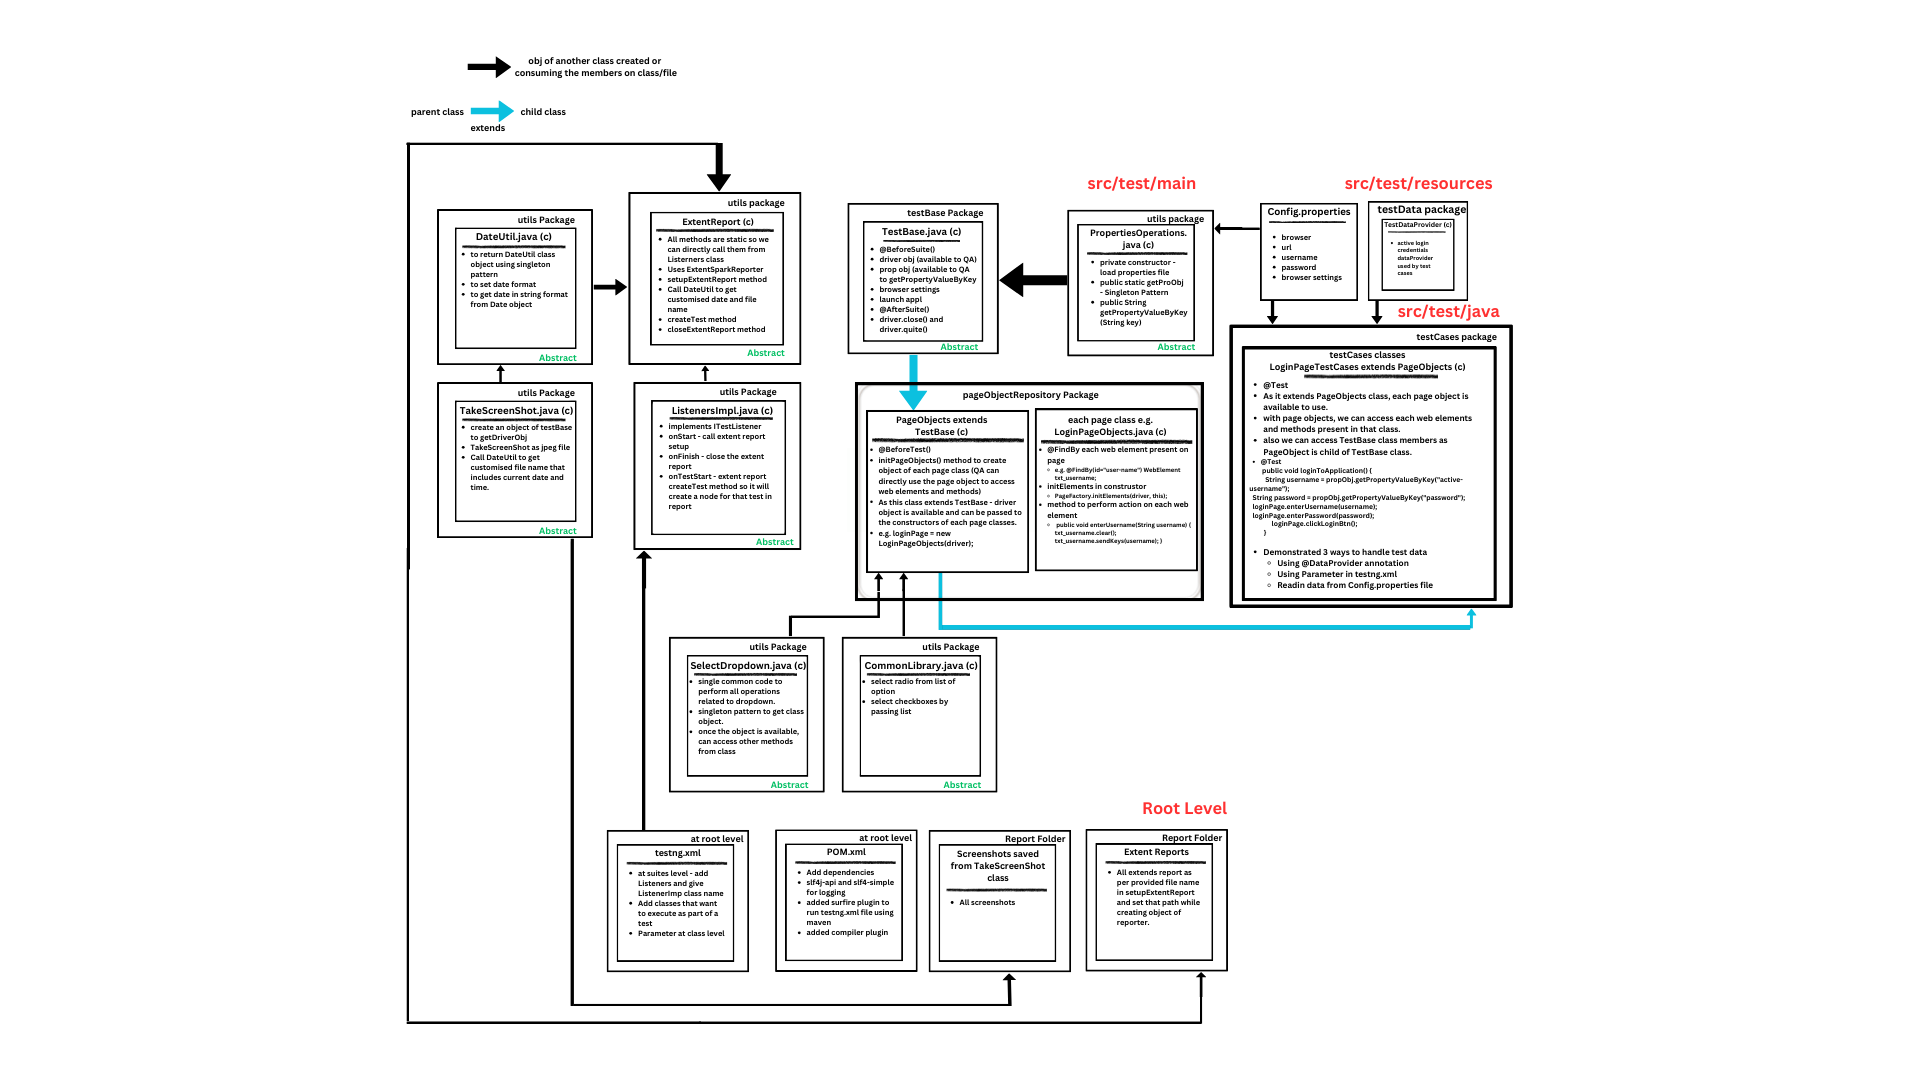 obj of another class created or
consuming the members on class/file
parent class
child class
extends
src/test/main
src/test/resources
utils Package
DateUtil.java (c)
• to return DateUtil class
object using singleton
pattern
• to set date format
• to get date in string format
from Date object
Abstract
utils package
ExtentReport (c)
• All methods are static so we
can directly call them from
Listerners class
• Uses ExtentSparkReporter
• setupExtentReport method
• Call DateUtil to get
customised date and file
name
• createTest method
• closeExtentReport method
Abstract
testBase Package
TestBase.java (c)
• @BeforeSuite()
• driver obj (available to QA)
• prop obj (available to QA
to getPropertyValueByKey
• browser settings
• launch appl
• @AfterSuite()
• driver.close() and
driver.quite()
Abstract
utils package
PropertiesOperations.
java (c)
• private constructor -
load properties file
• public static getProObj
- Singleton Pattern
• public String
getPropertyValueByKey
(String key)
Abstract
Config.properties
• browser
• url
• username
• password
• browser settings
testData package
TestDataProvider (c)
• active login
credentials
dataProvider
used by test
cases
src/test/java
testCases package
testCases classes
LoginPageTestCases extends PageObjects (c)
• @Test
• As it extends PageObjects class, each page object is
available to use.
• with page objects, we can access each web elements
and methods present in that class.
• also we can access TestBase class members as
PageObject is child of TestBase class.
• @Test
public void loginToApplication() {
String username = propObj.getPropertyValueByKey("active-
username");
String password = propObj.getPropertyValueByKey("password");
loginPage.enterUsername(username);
loginPage.enterPassword(password);
loginPage.clickLoginBtn();
}
• Demonstrated 3 ways to handle test data
◦ Using @DataProvider annotation
◦ Using Parameter in testng.xml
◦ Readin data from Config.properties file
utils Package
TakeScreenShot.java (c)
• create an object of testBase
to getDriverObj
• TakeScreenShot as jpeg file
• Call DateUtil to get
customised file name that
includes current date and
time.
Abstract
utils Package
ListenersImpl.java (c)
• implements ITestListener
• onStart - call extent report
setup
• onFinish - close the extent
report
• onTestStart - extent report
createTest method so it will
create a node for that test in
report
Abstract
pageObjectRepository Package
PageObjects extends
TestBase (c)
• @BeforeTest()
• initPageObjects() method to create
object of each page class (QA can
directly use the page object to access
web elements and methods)
• As this class extends TestBase - driver
object is available and can be passed to
the constructors of each page classes.
• e.g. loginPage = new
LoginPageObjects(driver);
each page class e.g.
LoginPageObjects.java (c)
• @FindBy each web element present on
page
◦ e.g. @FindBy(id="user-name") WebElement
txt_username;
• initElements in constructor
◦ PageFactory.initElements(driver, this);
• method to perform action on each web
element
◦ public void enterUsername(String username) {
txt_username.clear();
txt_username.sendKeys(username); }
utils Package
SelectDropdown.java (c)
• single common code to
perform all operations
related to dropdown.
• singleton pattern to get class
object.
• once the object is available,
can access other methods
from class
Abstract
utils Package
CommonLibrary.java (c)
• select radio from list of
option
• select checkboxes by
passing list
Abstract
Root Level
at root level
testng.xml
• at suites level - add
Listeners and give
ListenerImp class name
• Add classes that want
to execute as part of a
test
• Parameter at class level
at root level
POM.xml
• Add dependencies
• slf4j-api and slf4-simple
for logging
• added surfire plugin to
run testng.xml file using
maven
• added compiler plugin
Report Folder
Screenshots saved
from TakeScreenShot
class
• All screenshots
Report Folder
Extent Reports
• All extends report as
per provided file name
in setupExtentReport
and set that path while
creating object of
reporter.